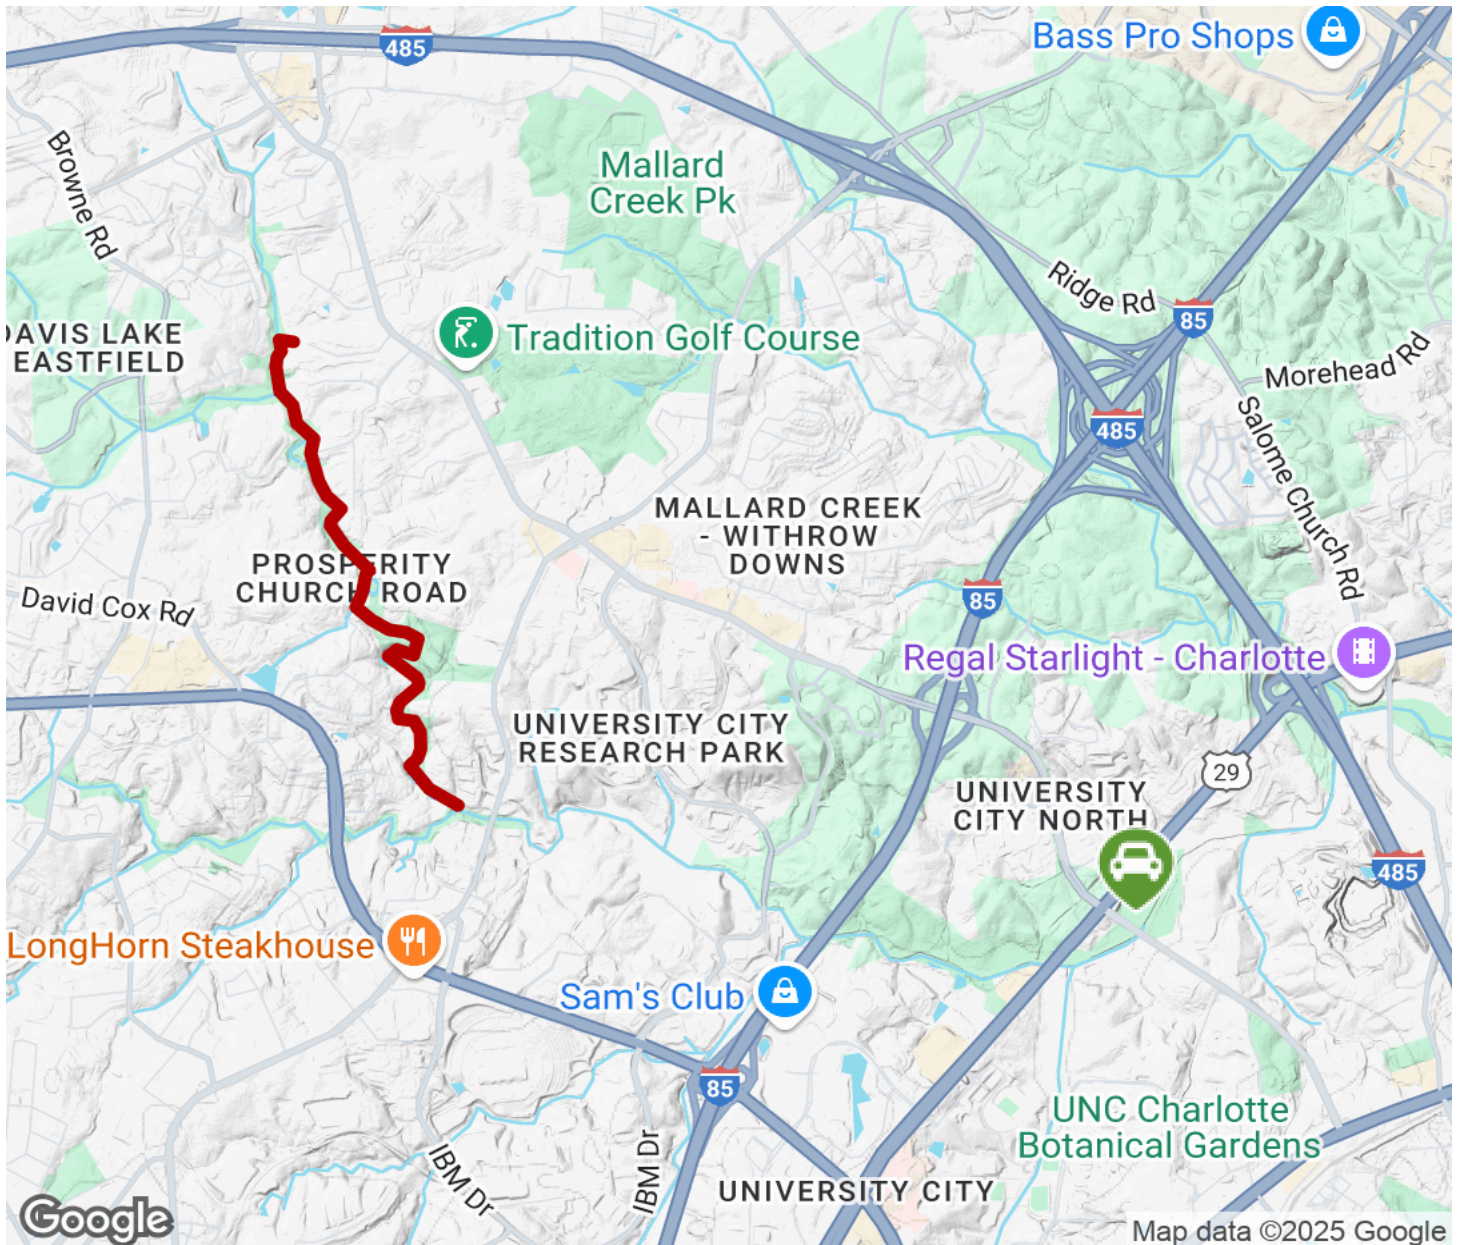 485
Bass Pro Shops
Browne Rd
Mallard
Creek Pk
Ridge Rd
85
DAVIS LAKE
EASTFIELD
Tradition Golf Course
Morehead Rd
485
Salome Church Rd
MALLARD CREEK
- WITHROW
DOWNS
PROSPERITY
CHURCH ROAD
David Cox Rd
85
Regal Starlight - Charlotte
UNIVERSITY CITY
RESEARCH PARK
29
UNIVERSITY
CITY NORTH
485
LongHorn Steakhouse
Sam's Club
85
UNC Charlotte
Botanical Gardens
IBM Dr
IBM Dr
UNIVERSITY CITY
Google
Map data ©2025 Google